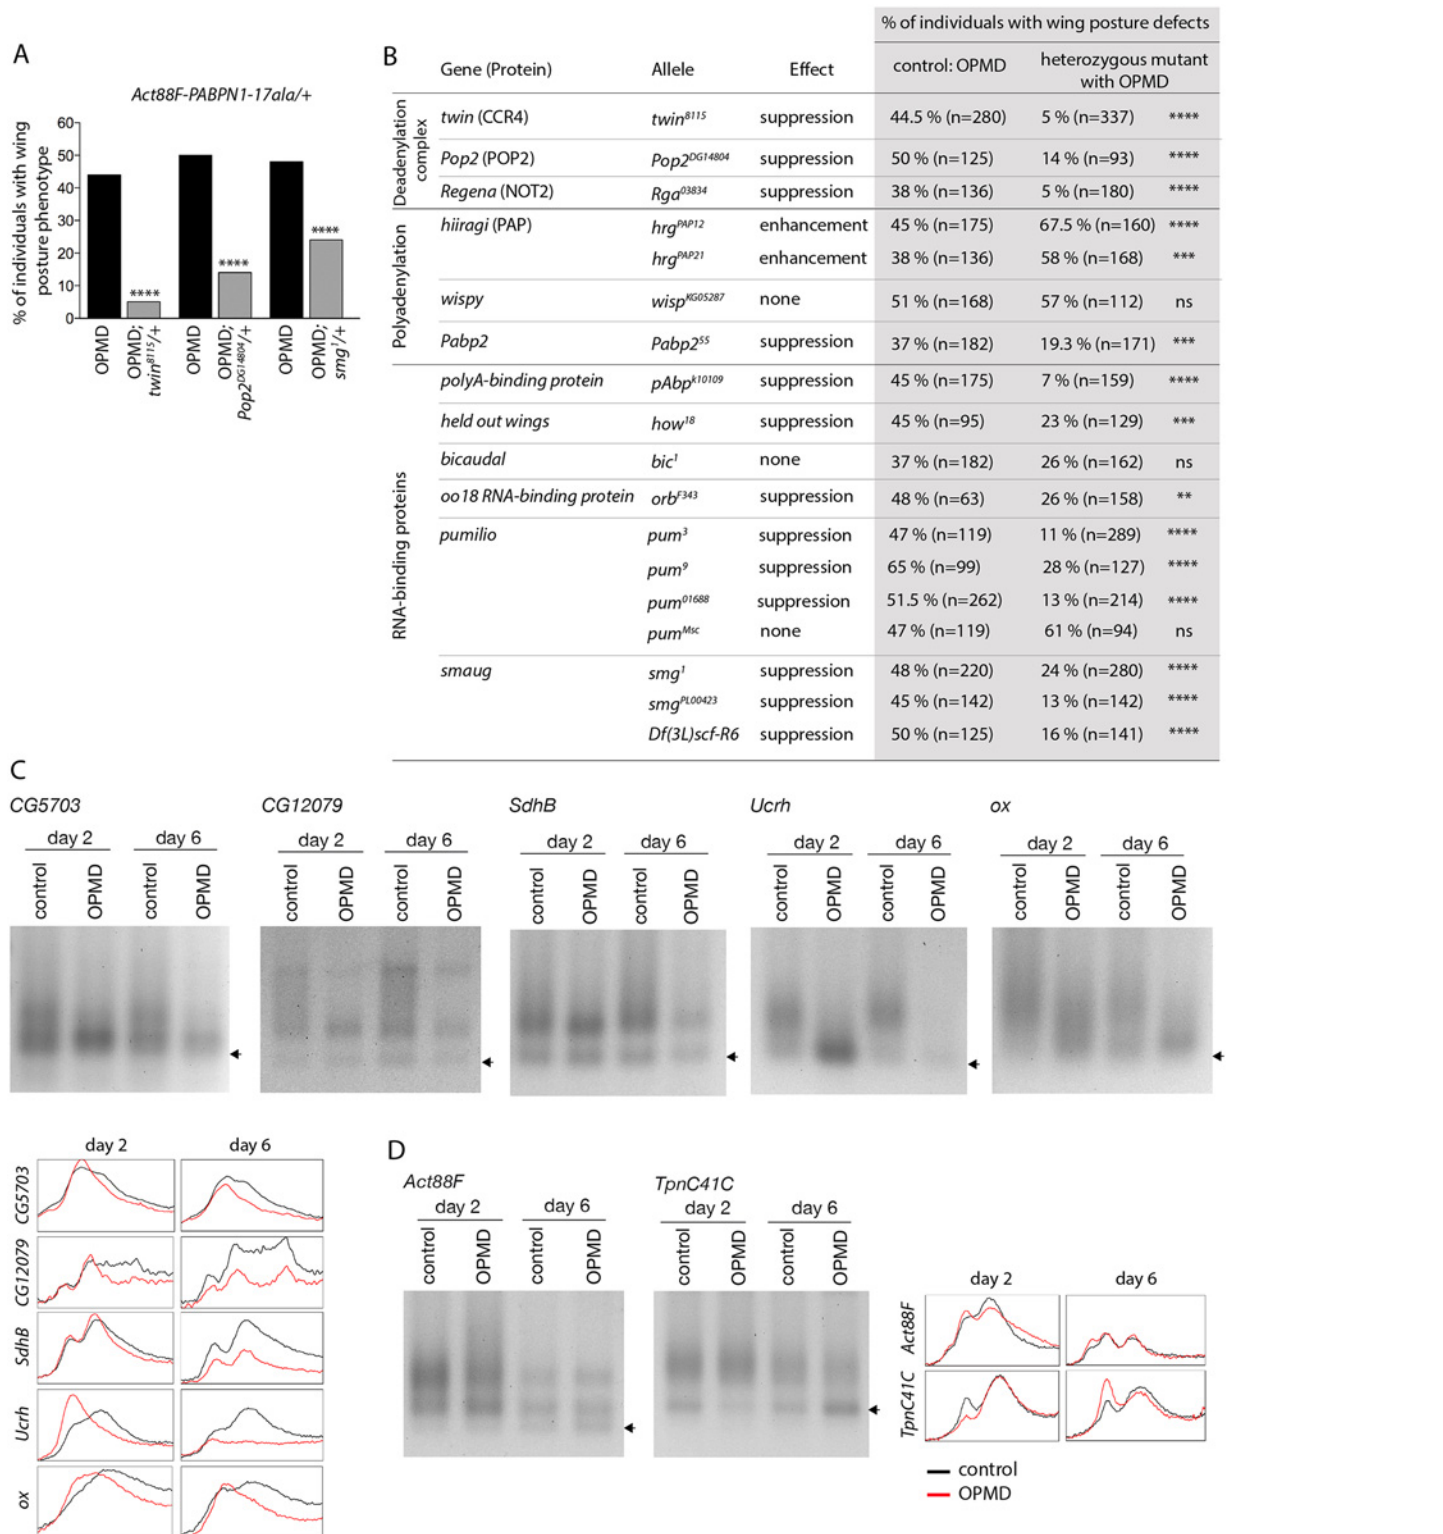 A
Act88F-PABPN1-17ala/+
% of individuals with wing
posture phenotype
60
50
40
30
20
10
0
****
****
****
OPMD
OPMD;
twin8115/+
OPMD
OPMD;
Pop2DG14804/+
OPMD
OPMD;
smg1/+
B
% of individuals with wing posture defects
Gene (Protein) Allele Effect control: OPMD heterozygous mutant
with OPMD
Deadenylation
complex
twin (CCR4) twin8115 suppression 44.5 % (n=280) 5 % (n=337) ****
Pop2 (POP2) Pop2DG14804 suppression 50 % (n=125) 14 % (n=93) ****
Regena (NOT2) Rga03834 suppression 38 % (n=136) 5 % (n=180) ****
Polyadenylation
hiiragi (PAP) hrgPAP12 enhancement 45 % (n=175) 67.5 % (n=160) ****
hrgPAP21 enhancement 38 % (n=136) 58 % (n=168) ***
wispy wispKG05287 none 51 % (n=168) 57 % (n=112) ns
Pabp2 Pabp255 suppression 37 % (n=182) 19.3 % (n=171) ***
RNA-binding proteins
polyA-binding protein pAbpk10109 suppression 45 % (n=175) 7 % (n=159) ****
held out wings how18 suppression 45 % (n=95) 23 % (n=129) ***
bicaudal bic1 none 37 % (n=182) 26 % (n=162) ns
oo18 RNA-binding protein orbF343 suppression 48 % (n=63) 26 % (n=158) **
pumilio pum3 suppression 47 % (n=119) 11 % (n=289) ****
pum9 suppression 65 % (n=99) 28 % (n=127) ****
pum01688 suppression 51.5 % (n=262) 13 % (n=214) ****
pumMsc none 47 % (n=119) 61 % (n=94) ns
smaug smg1 suppression 48 % (n=220) 24 % (n=280) ****
smgPL00423 suppression 45 % (n=142) 13 % (n=142) ****
Df(3L)scf-R6 suppression 50 % (n=125) 16 % (n=141) ****
C
CG5703 CG12079 SdhB Ucrh ox
day 2 day 6 day 2 day 6 day 2 day 6 day 2 day 6 day 2 day 6
control OPMD control OPMD control OPMD control OPMD control OPMD control OPMD control OPMD control OPMD control OPMD control OPMD
day 2 day 6
CG5703
CG12079
SdhB
Ucrh
ox
D
Act88F TpnC41C
day 2 day 6 day 2 day 6
control OPMD control OPMD control OPMD control OPMD
day 2 day 6
Act88F
TpnC41C
control
OPMD